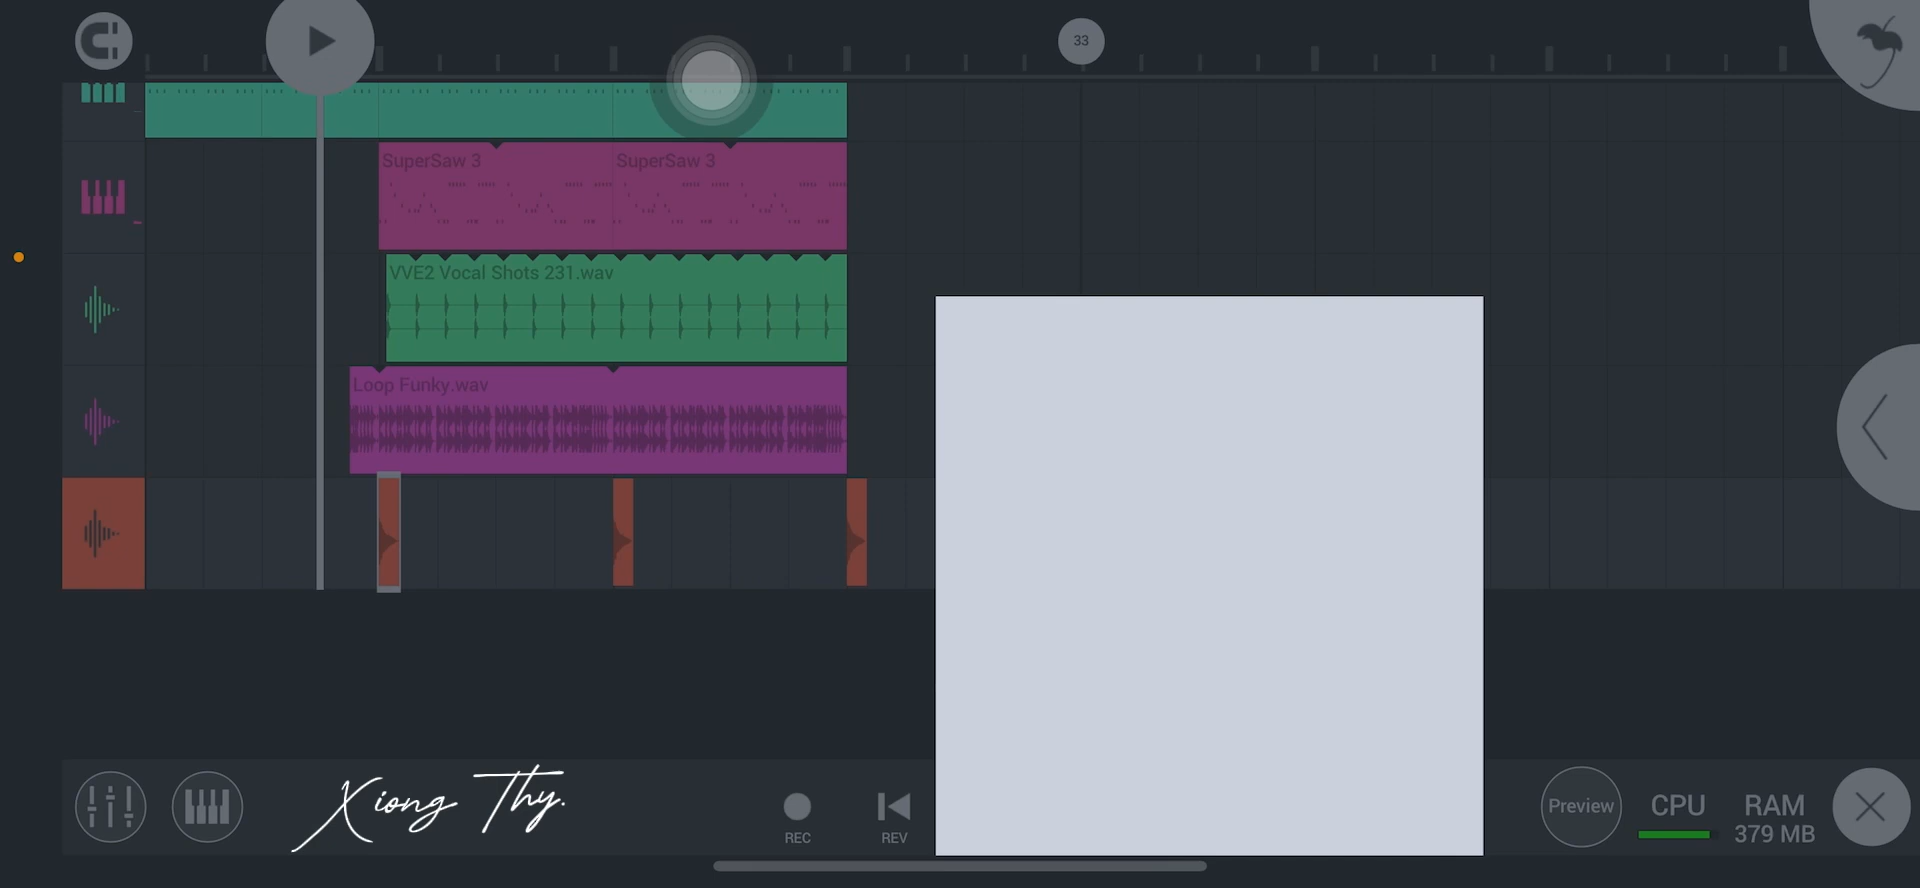 33
SuperSaw 3 SuperSaw 3
VVE2 Vocal Shots 231.wav
Loop Funky.wav
Xiong Thy.
REC
REV
Preview
CPU
RAM
379 MB